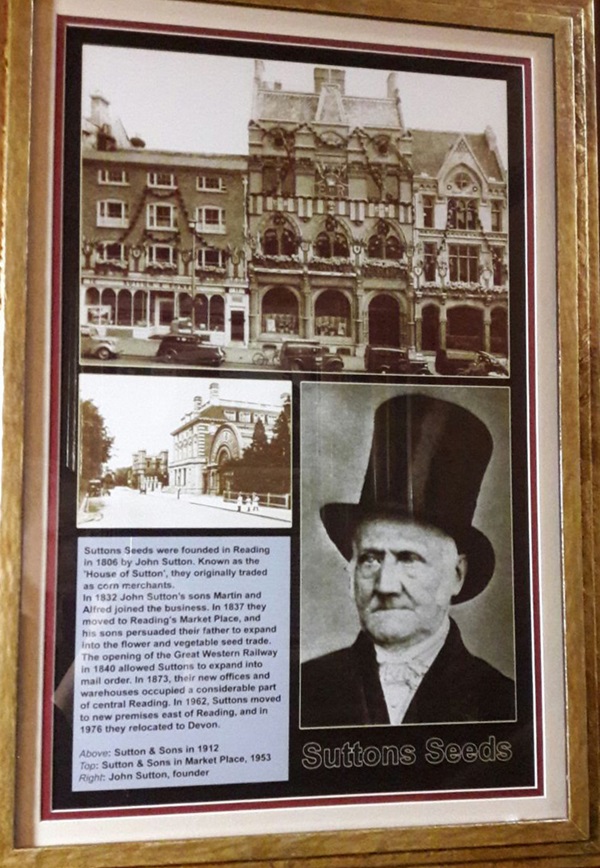 Suttons Seeds were founded in Reading
in 1806 by John Sutton. Known as the
'House of Sutton', they originally traded
as corn merchants.
In 1832 John Sutton's sons Martin and
Alfred joined the business. In 1837 they
moved to Reading's Market Place, and
his sons persuaded their father to expand
into the flower and vegetable seed trade.
The opening of the Great Western Railway
in 1840 allowed Suttons to expand into
mail order. In 1873, their new offices and
warehouses occupied a considerable part
of central Reading. In 1962, Suttons moved
to new premises east of Reading, and in
1976 they relocated to Devon.
Above: Sutton & Sons in 1912
Top: Sutton & Sons in Market Place, 1953
Right: John Sutton, founder
Suttons Seeds